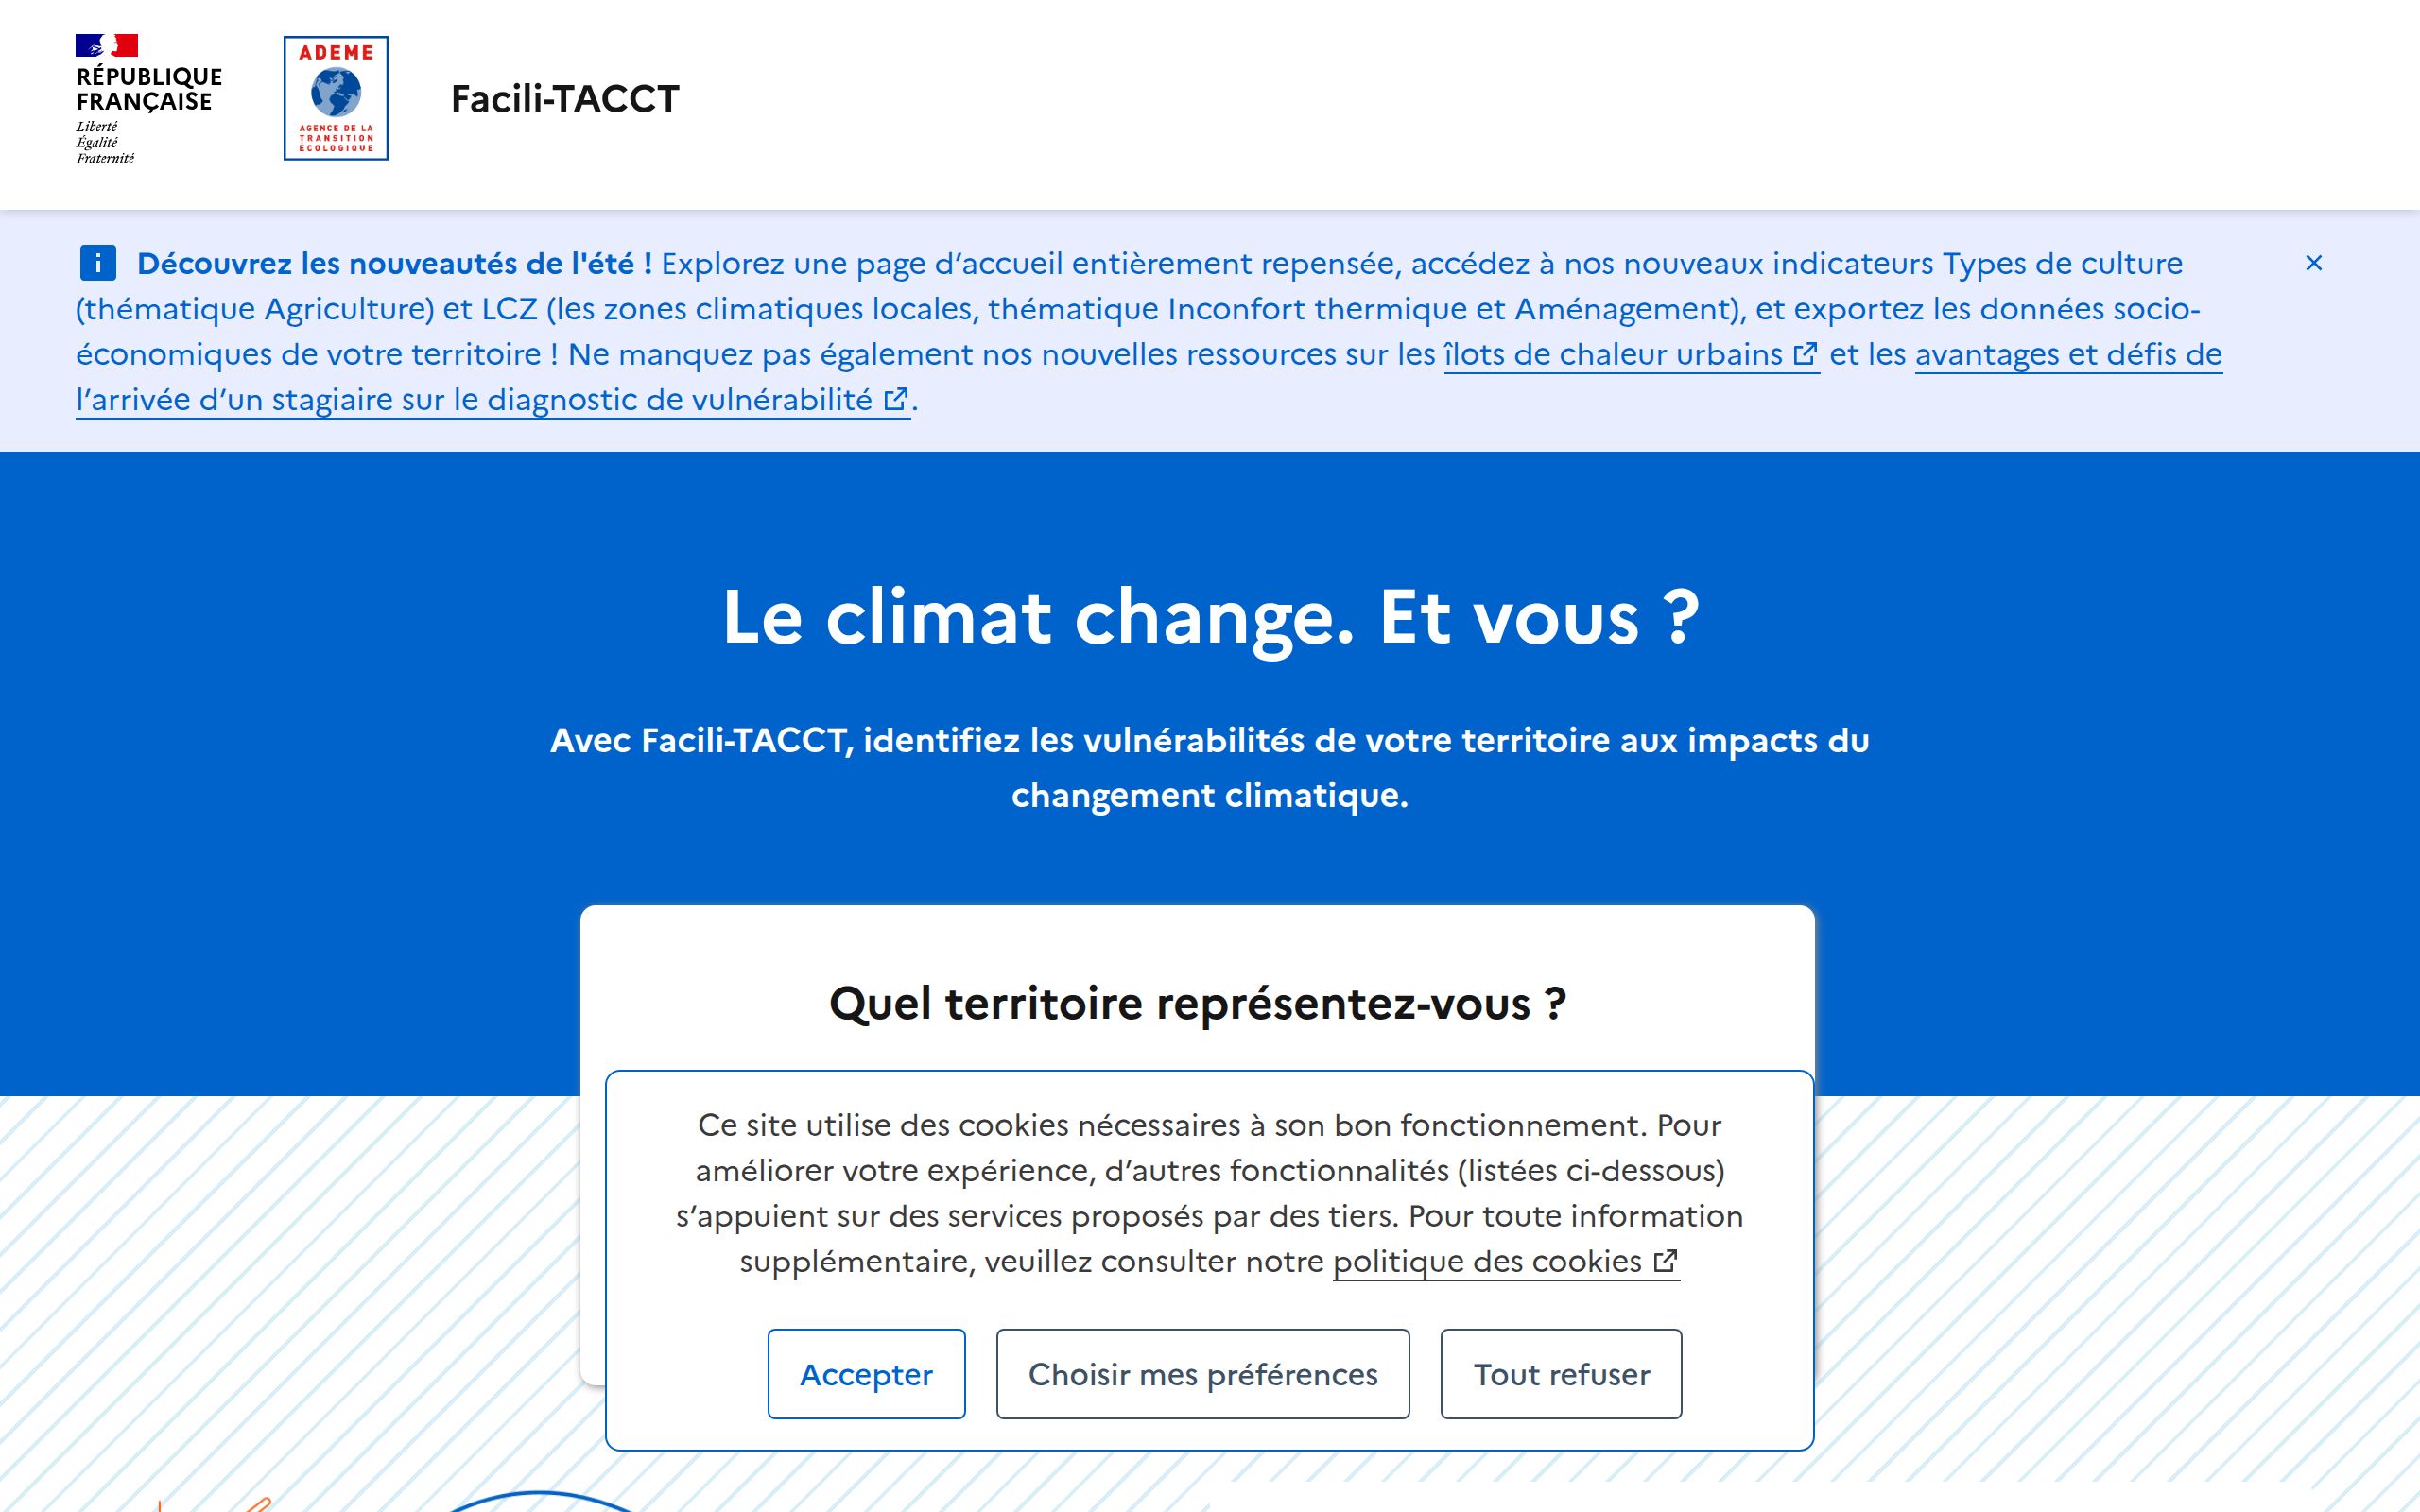 RÉPUBLIQUE
FRANÇAISE
Liberté
Égalité
Fraternité
ADEME
AGENCE DE LA
TRANSITION
ÉCOLOGIQUE
Facili-TACCT
Découvrez les nouveautés de l'été ! Explorez une page d’accueil entièrement repensée, accédez à nos nouveaux indicateurs Types de culture
(thématique Agriculture) et LCZ (les zones climatiques locales, thématique Inconfort thermique et Aménagement), et exportez les données socio-
économiques de votre territoire ! Ne manquez pas également nos nouvelles ressources sur les îlots de chaleur urbains et les avantages et défis de
l’arrivée d’un stagiaire sur le diagnostic de vulnérabilité.
Le climat change. Et vous ?
Avec Facili-TACCT, identifiez les vulnérabilités de votre territoire aux impacts du
changement climatique.
Quel territoire représentez-vous ?
Ce site utilise des cookies nécessaires à son bon fonctionnement. Pour
améliorer votre expérience, d’autres fonctionnalités (listées ci-dessous)
s’appuient sur des services proposés par des tiers. Pour toute information
supplémentaire, veuillez consulter notre politique des cookies
Accepter
Choisir mes préférences
Tout refuser